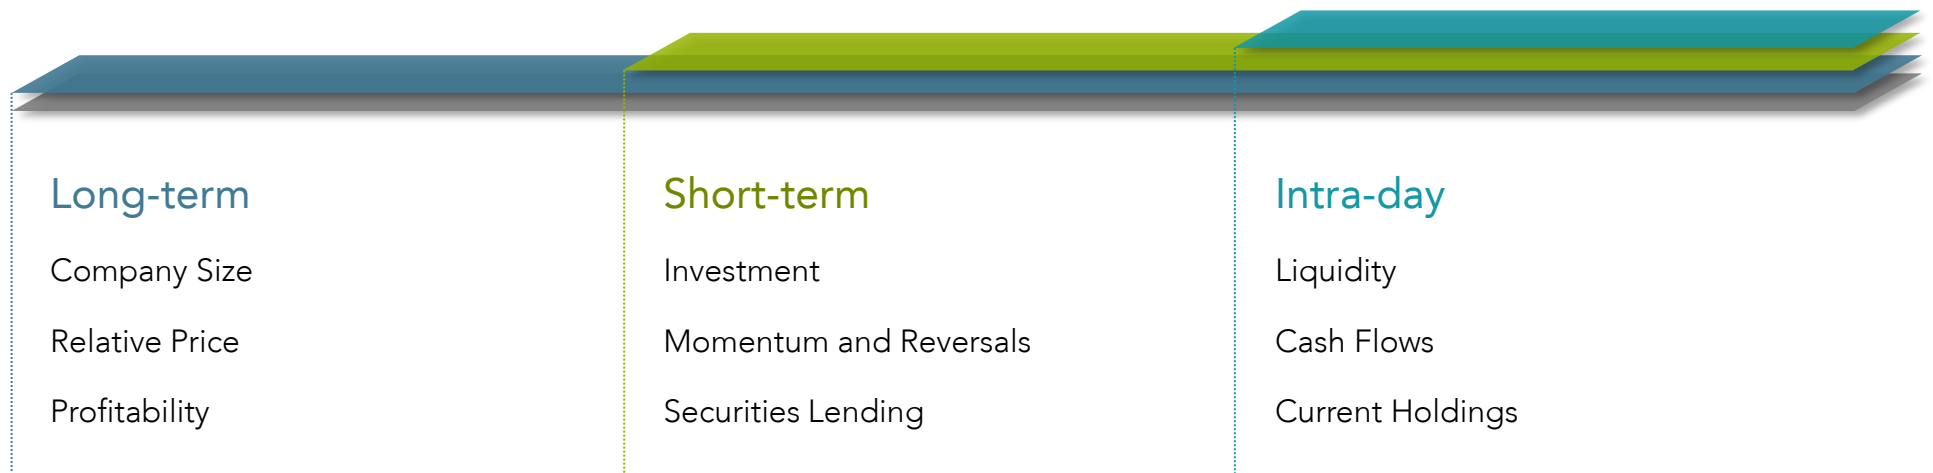 Long-term
Company Size
Relative Price
Profitability
Short-term
Investment
Momentum and Reversals
Securities Lending
Intra-day
Liquidity
Cash Flows
Current Holdings